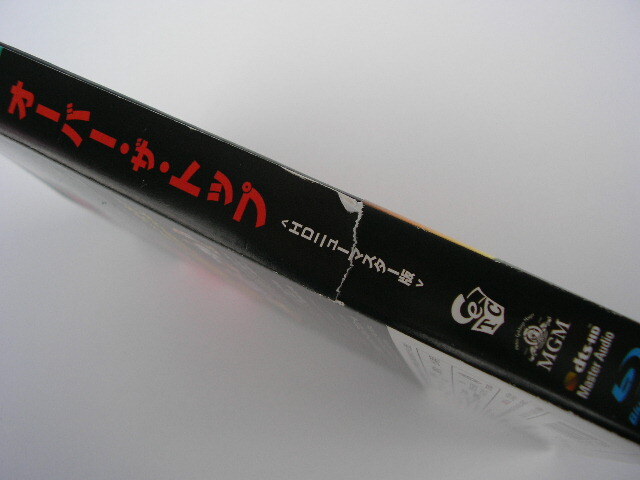 オーバー・ザ・トップ
<HDニューマスター版>
eTC
MGM
dts-HD
Master Audio